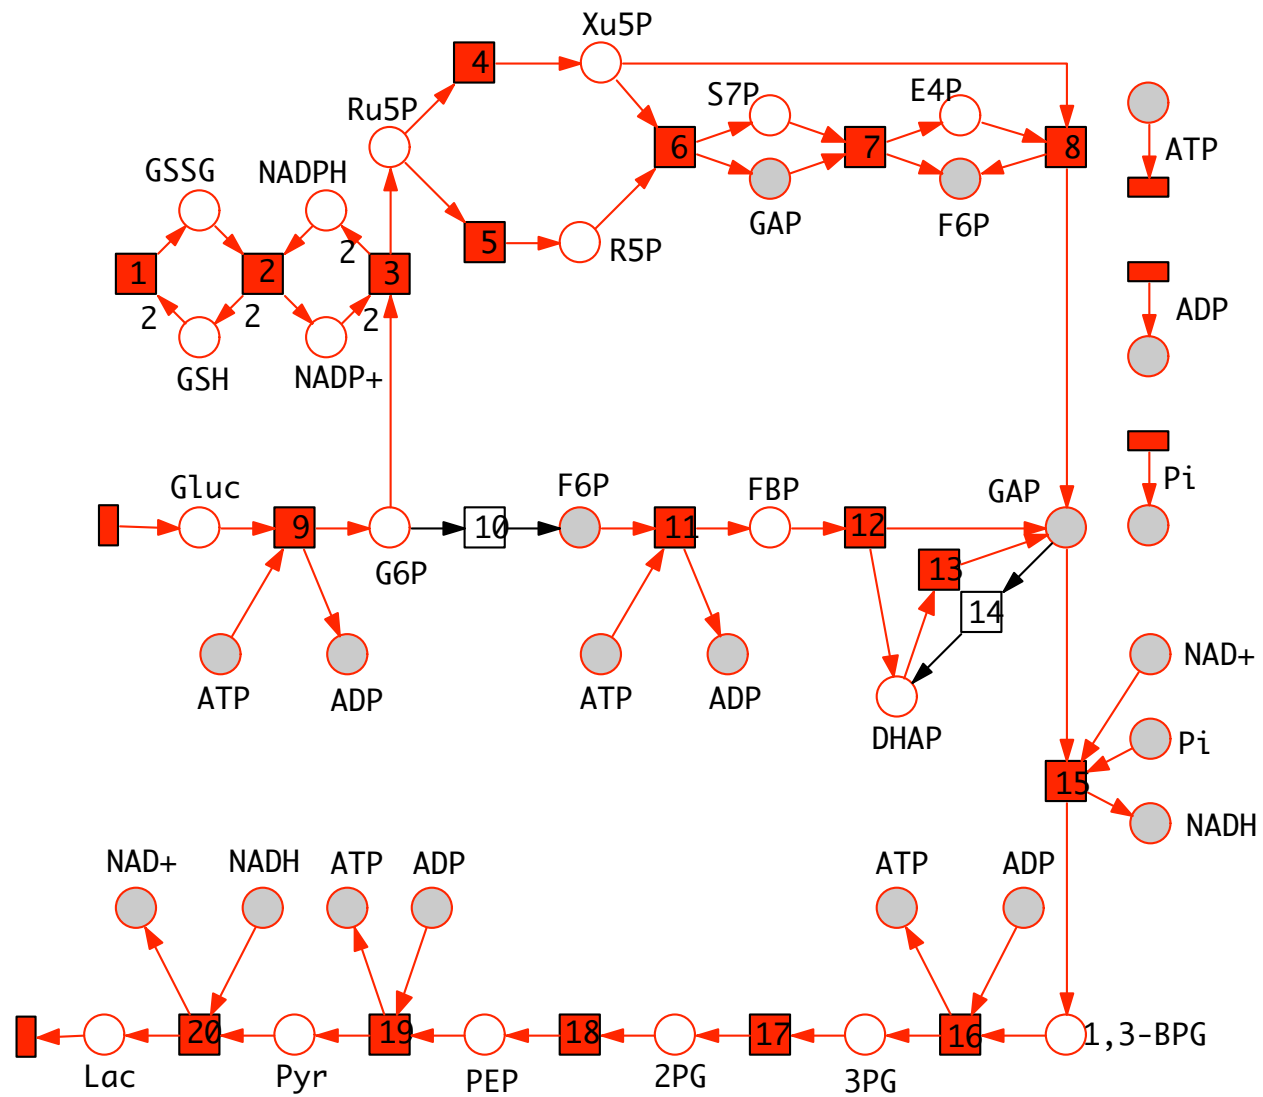 Xu5P
4
S7P
E4P
Ru5P
6
7
8
ATP
GSSG
NADPH
GAP
F6P
5
R5P
2
1
2
3
2
2
2
ADP
GSH
NADP+
Gluc
F6P
FBP
GAP
Pi
9
10
11
12
G6P
13
14
NAD+
ATP
ADP
ATP
ADP
DHAP
Pi
15
NADH
NAD+
NADH
ATP
ADP
ATP
ADP
20
19
18
17
16
1,3-BPG
Lac
Pyr
PEP
2PG
3PG